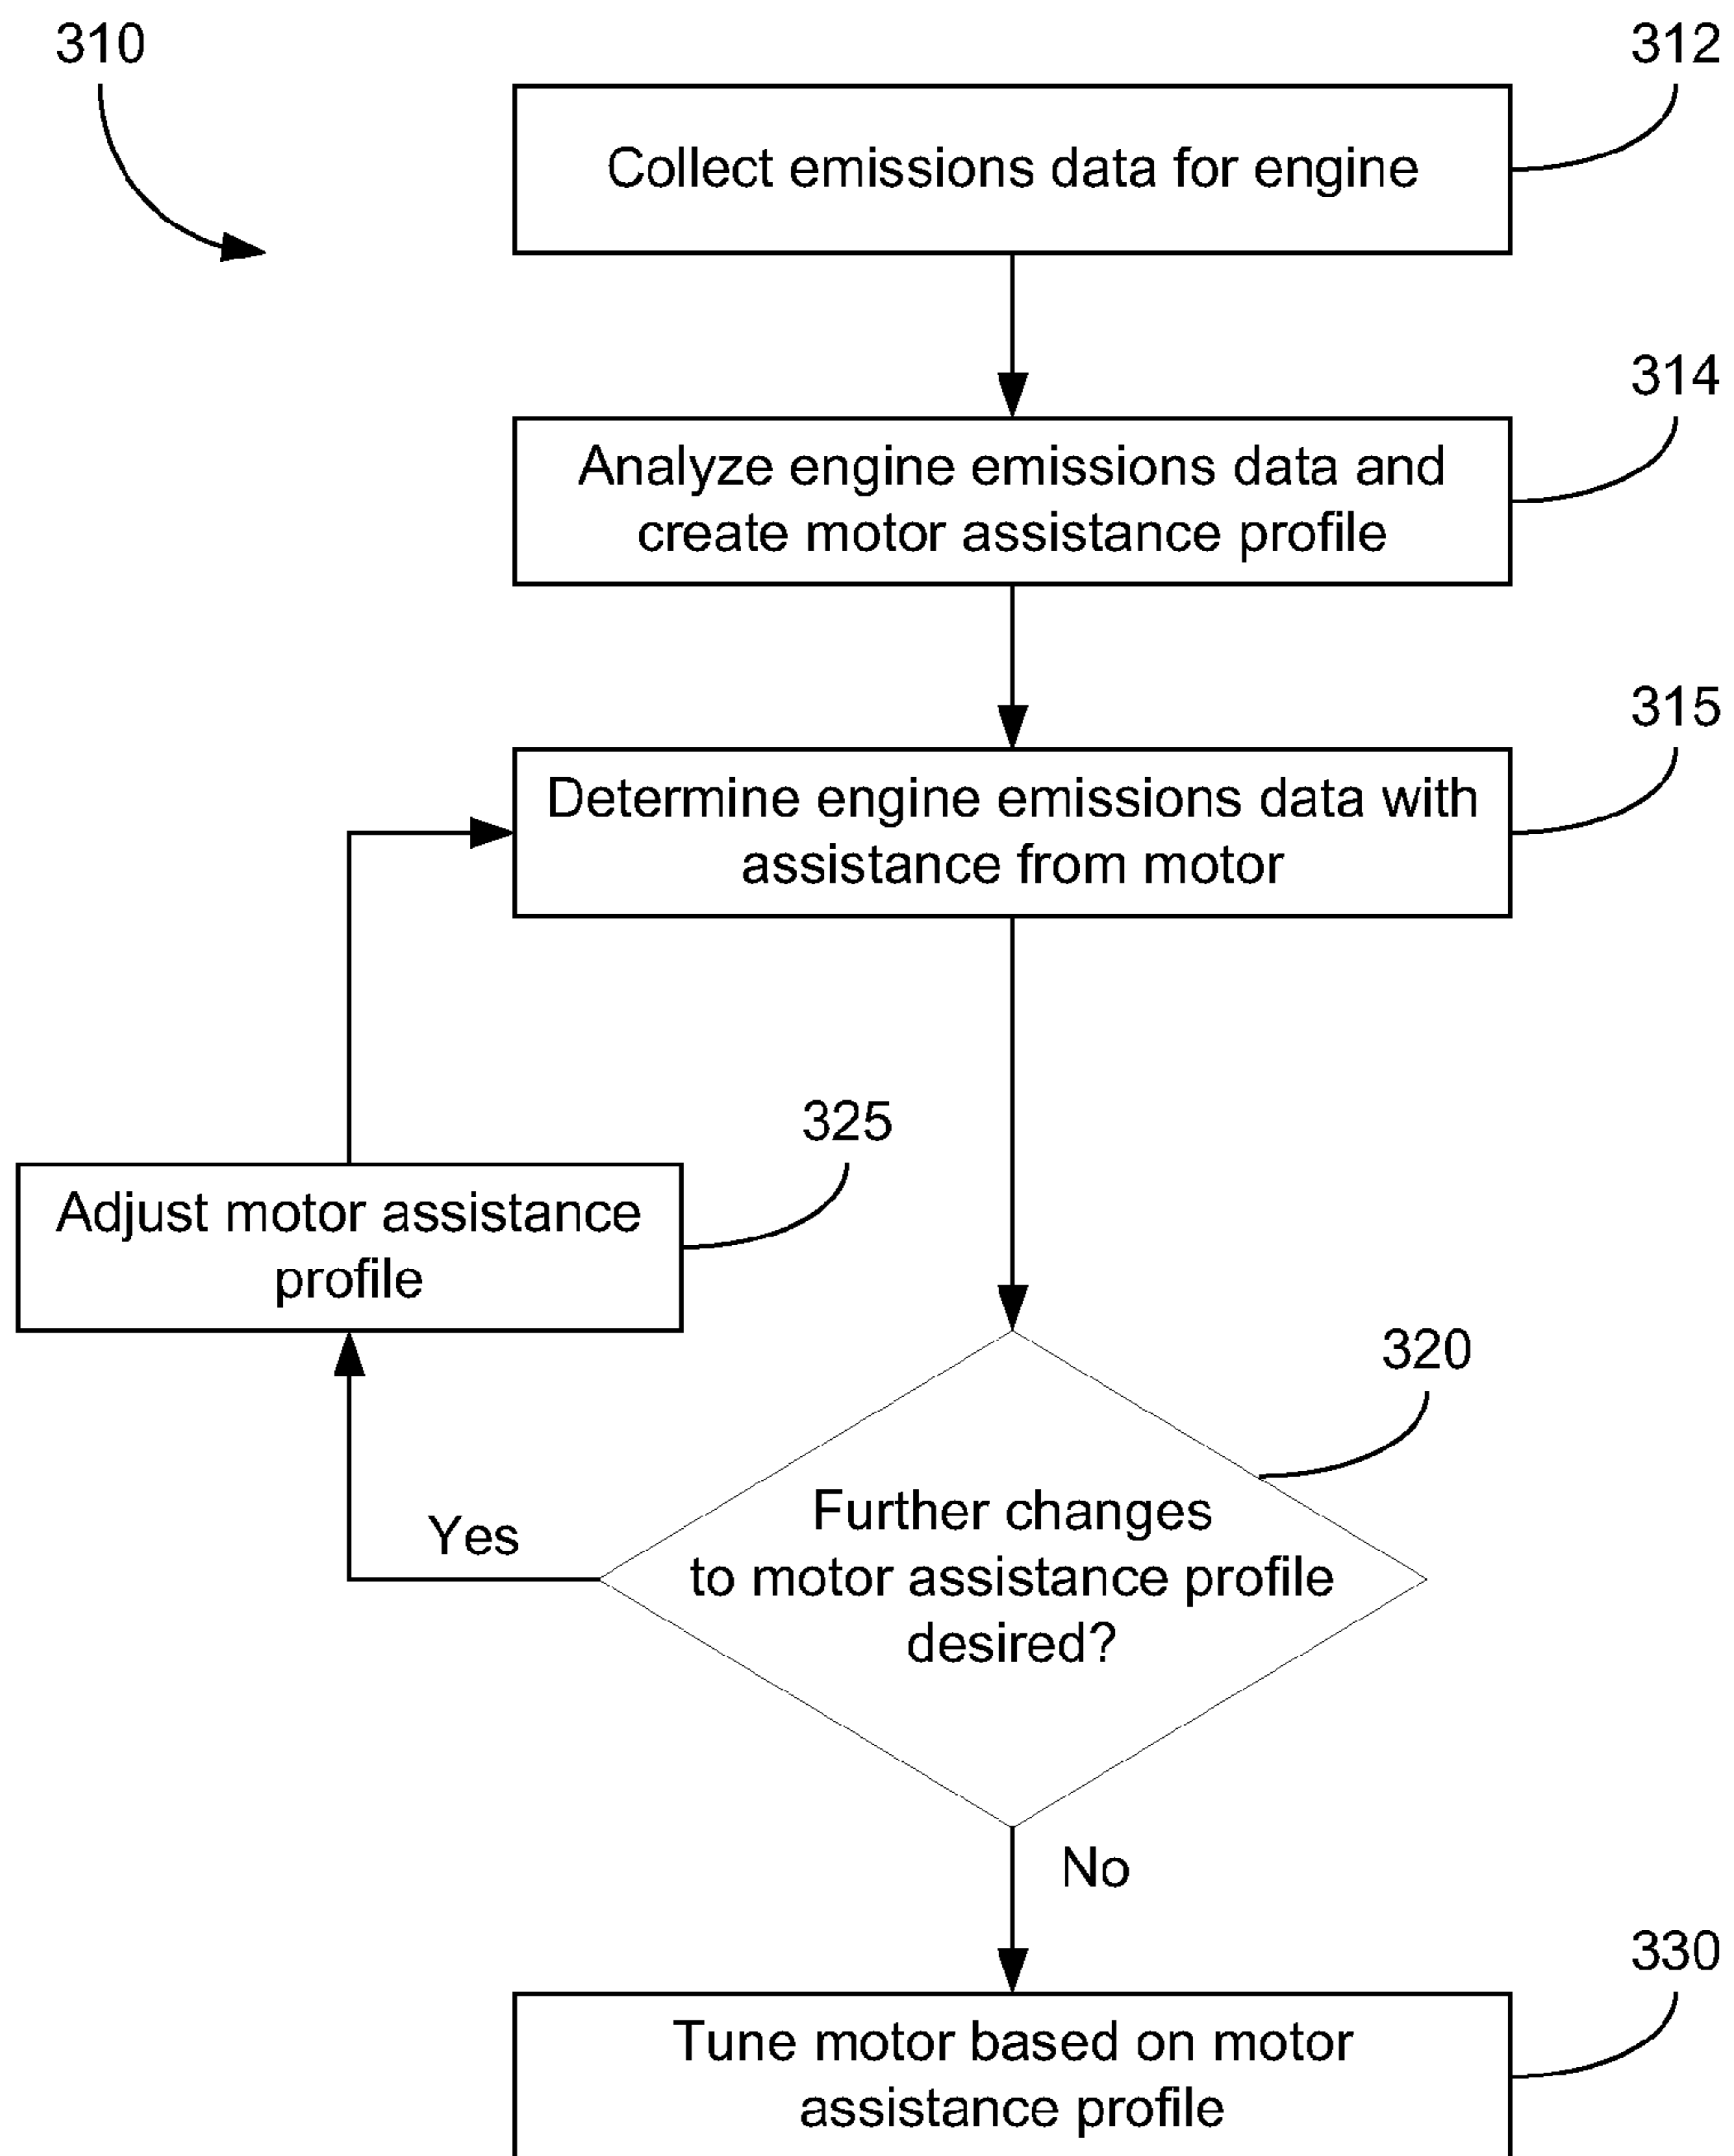 310
312
Collect emissions data for engine
314
Analyze engine emissions data and
create motor assistance profile
315
Determine engine emissions data with
assistance from motor
325
Adjust motor assistance
profile
320
Further changes
to motor assistance profile
desired?
Yes
No
330
Tune motor based on motor
assistance profile